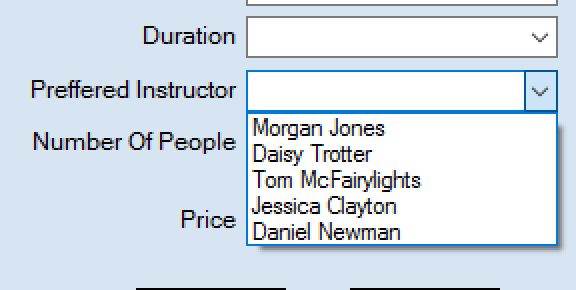 Duration
Preffered Instructor
Number Of People
Morgan Jones
Daisy Trotter
Tom McFairylights
Jessica Clayton
Daniel Newman
Price